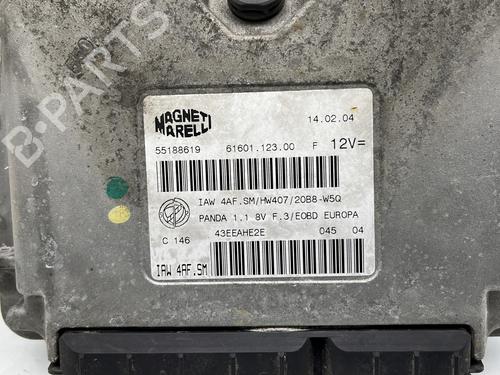 MAGNETI
MARELLI
14.02.04
55188619 61601.123.00 F 12V=
IAW 4AF.SM/HW407/20B8-W5Q
PANDA 1.1 8V F.3/EOBD EUROPA
C 146 43EEAHE2E 045 04
IAW 4AF.SM
B-PARTS